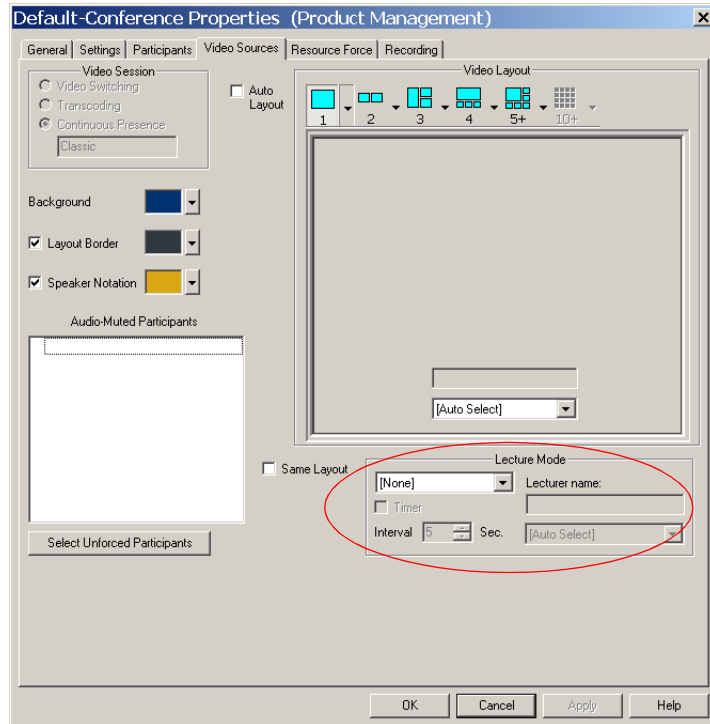 Default-Conference Properties (Product Management)
General Settings Participants Video Sources Resource Force Recording
Video Session
Video Switching
Transcoding
Continuous Presence
Classic
Auto
Layout
Video Layout
1 2 3 4 5+ 10+
Background
Layout Border
Speaker Notation
Audio-Muted Participants
[Auto Select]
Same Layout
Lecture Mode
[None]
Lecturer name:
Timer
Interval 5 Sec. [Auto Select]
Select Unforced Participants
OK Cancel Apply Help